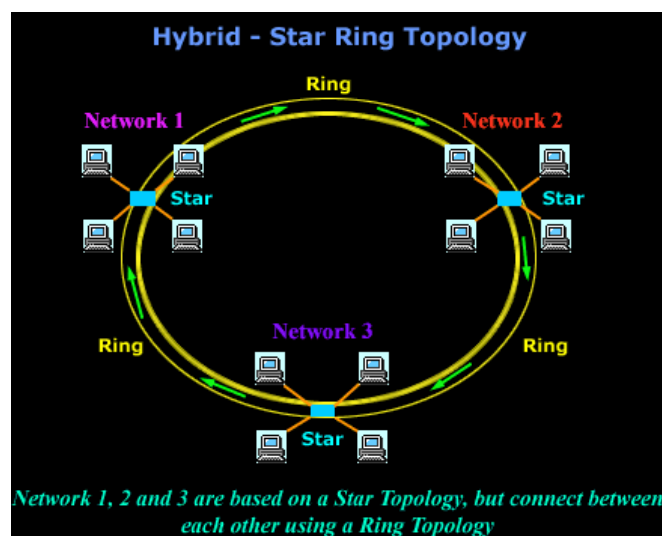 Hybrid - Star Ring Topology
Ring
Network 1
Network 2
Star
Star
Network 3
Ring
Ring
Star
Network 1, 2 and 3 are based on a Star Topology, but connect between
each other using a Ring Topology